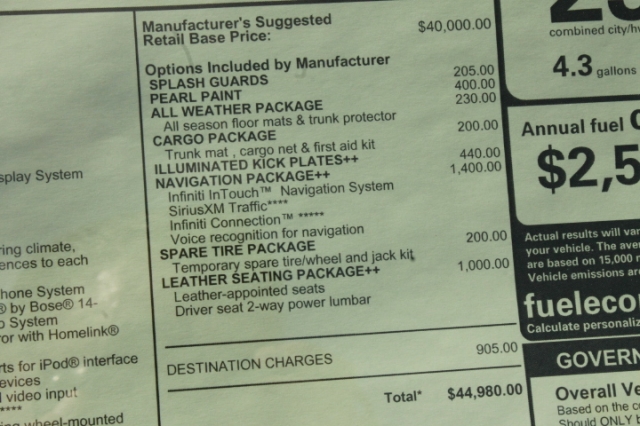 Manufacturer's Suggested
Retail Base Price: $40,000.00
Options Included by Manufacturer
SPLASH GUARDS 205.00
PEARL PAINT 400.00
ALL WEATHER PACKAGE 230.00
All season floor mats & trunk protector
CARGO PACKAGE 200.00
Trunk mat , cargo net & first aid kit
ILLUMINATED KICK PLATES++ 440.00
NAVIGATION PACKAGE++ 1,400.00
Infiniti InTouch™ Navigation System
SiriusXM Traffic****
Infiniti Connection™ *****
Voice recognition for navigation
SPARE TIRE PACKAGE 200.00
Temporary spare tire/wheel and jack kit
LEATHER SEATING PACKAGE++ 1,000.00
Leather-appointed seats
Driver seat 2-way power lumbar
DESTINATION CHARGES 905.00
Total* $44,980.00
splay System
ring climate,
ences to each
hone System
® by Bose® 14-
o System
ror with Homelink®
rts for iPod® interface
evices
l video input
****
ng wheel-mounted
combined city/hw
4.3 gallons
Annual fuel
$2,5
Actual results will var
your vehicle. The aver
are based on 15,000 m
Vehicle emissions ar
fueleco
Calculate personaliz
GOVERN
Overall Ve
Based on the co
Should ONLY b